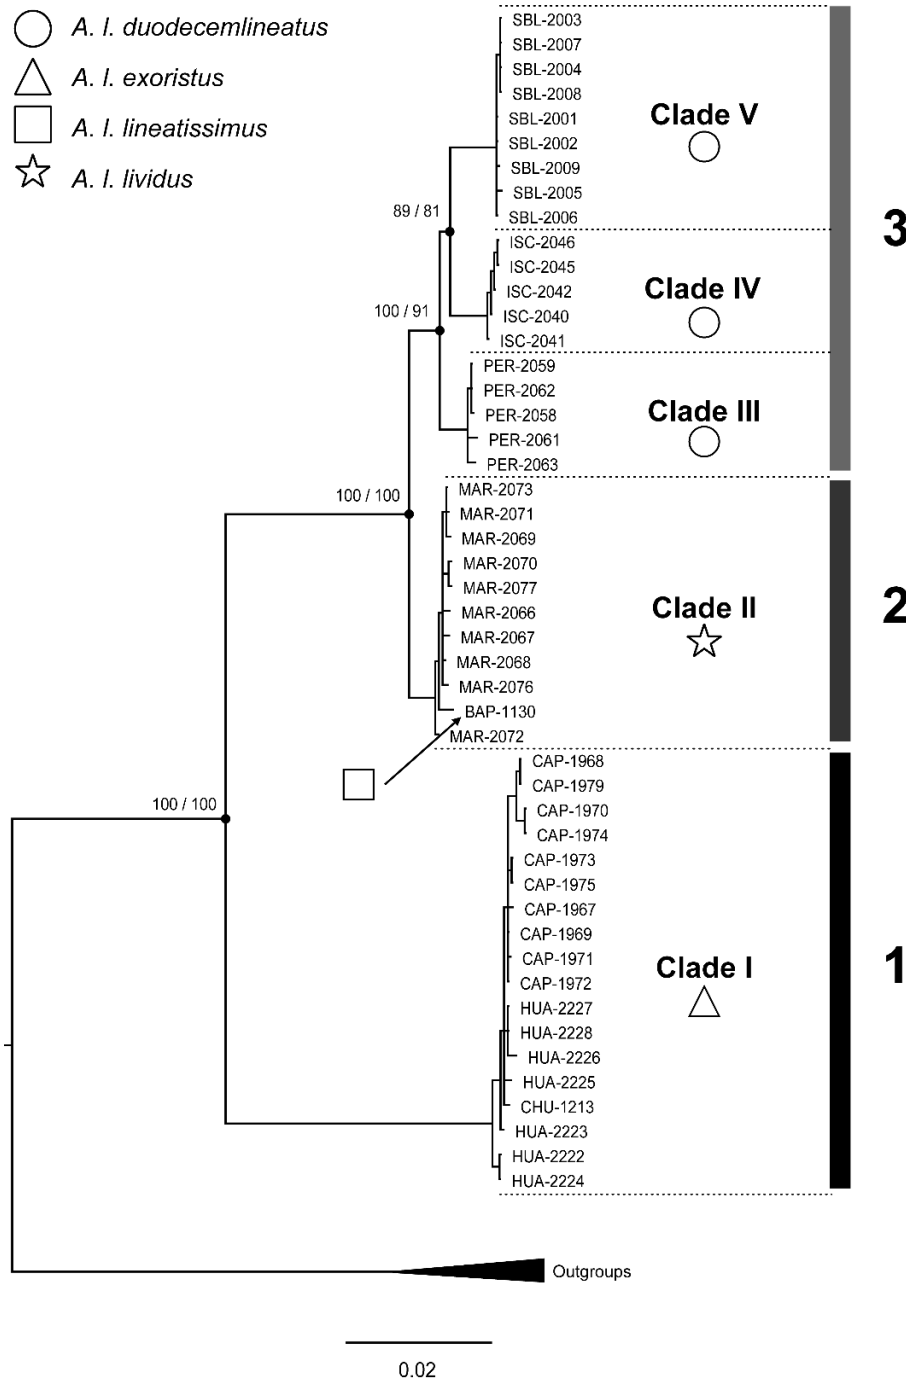 A. l. duodecemlineatus
A. l. exoristus
A. l. lineatissimus
A. l. lividus
SBL-2003
SBL-2007
SBL-2004
SBL-2008
SBL-2001
SBL-2002
SBL-2009
SBL-2005
SBL-2006
Clade V
89 / 81
3
ISC-2046
ISC-2045
ISC-2042
ISC-2040
ISC-2041
Clade IV
100 / 91
PER-2059
PER-2062
PER-2058
PER-2061
PER-2063
Clade III
100 / 100
MAR-2073
MAR-2071
MAR-2069
MAR-2070
MAR-2077
MAR-2066
MAR-2067
MAR-2068
MAR-2076
BAP-1130
MAR-2072
Clade II
2
100 / 100
CAP-1968
CAP-1979
CAP-1970
CAP-1974
CAP-1973
CAP-1975
CAP-1967
CAP-1969
CAP-1971
CAP-1972
HUA-2227
HUA-2228
HUA-2226
HUA-2225
CHU-1213
HUA-2223
HUA-2222
HUA-2224
Clade I
1
Outgroups
0.02